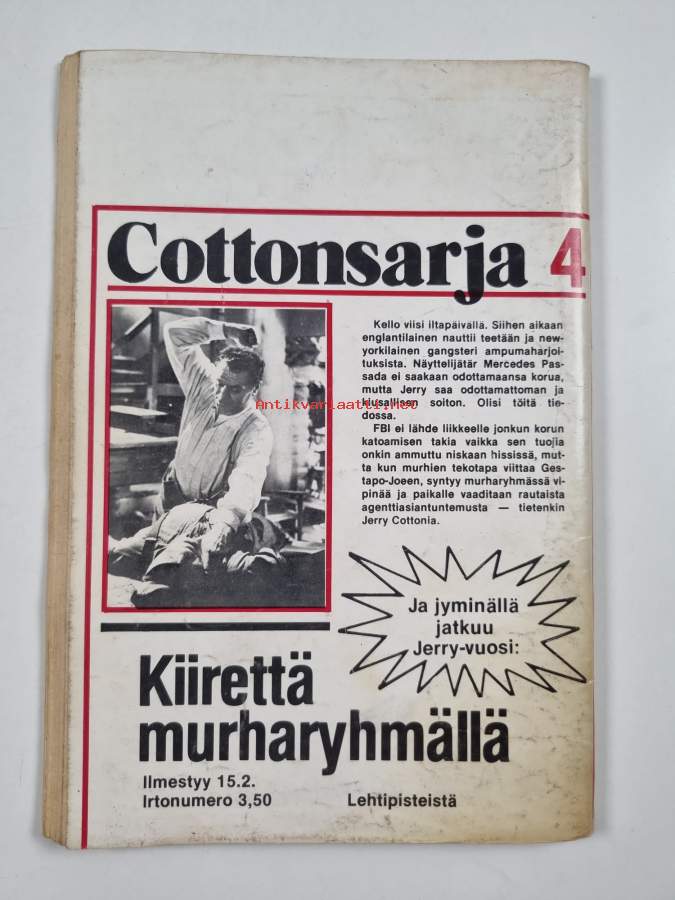 Cottonsarja 4
Kello viisi iltapäivällä. Siihen aikaan
englantilainen nauttii teetään ja new-
yorkilainen gangsteri ampumaharjoi-
tuksista. Näyttelijätär Mercedes Pas-
sada ei saakaan odottamaansa korua,
mutta Jerry saa odottamattoman ja
kiusallisen soiton. Olisi töitä tie-
dossa.
FBI ei lähde liikkeelle jonkun korun
katoamisen takia vaikka sen tuojia
onkin ammuttu niskaan hississä, mut-
ta kun murhien tekotapa viittaa Ges-
tapo-Joeen, syntyy murharyhmässä vi-
pinää ja paikalle vaaditaan rautaista
agenttiasiantuntemusta — tietenkin
Jerry Cottonia.
Antikvariaatti.net
Ja jyminällä
jatkuu
Jerry-vuosi:
Kiirettä
murharyhmällä
Ilmestyy 15.2.
Irtonumero 3,50 Lehtipisteistä